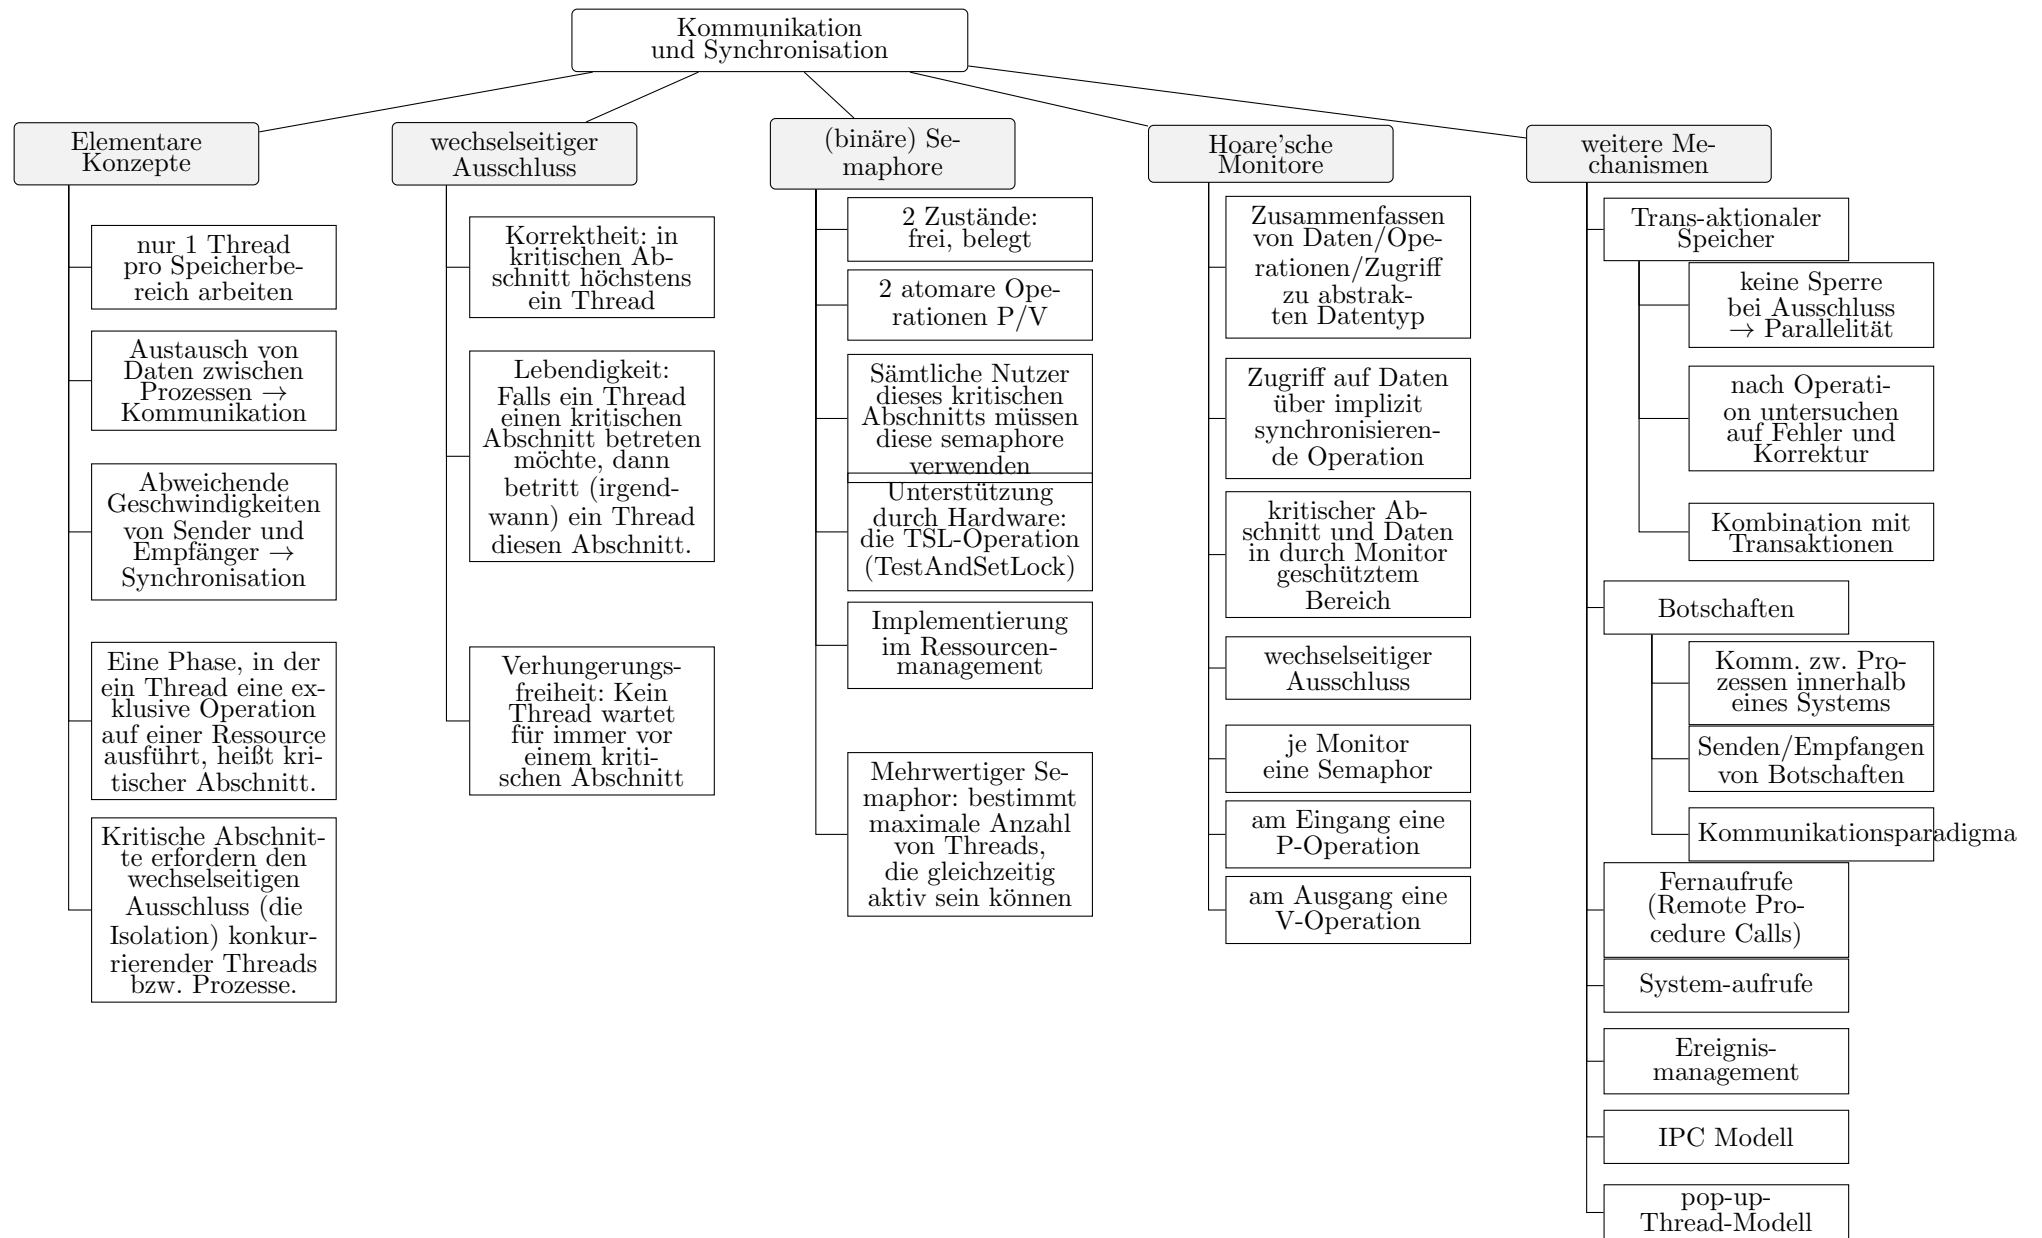 Kommunikation
und Synchronisation
Elementare
Konzepte
nur 1 Thread
pro Speicherbe-
reich arbeiten
Austausch von
Daten zwischen
Prozessen →
Kommunikation
Abweichende
Geschwindigkeiten
von Sender und
Empfänger →
Synchronisation
Eine Phase, in der
ein Thread eine ex-
klusive Operation
auf einer Ressource
ausführt, heißt kri-
tischer Abschnitt.
Kritische Abschnit-
te erfordern den
wechselseitigen
Ausschluss (die
Isolation) konkur-
rierender Threads
bzw. Prozesse.
wechselseitiger
Ausschluss
Korrektheit: in
kritischen Ab-
schnitt höchstens
ein Thread
Lebendigkeit:
Falls ein Thread
einen kritischen
Abschnitt betreten
möchte, dann
betritt (irgend-
wann) ein Thread
diesen Abschnitt.
Verhungerungs-
freiheit: Kein
Thread wartet
für immer vor
einem kriti-
schen Abschnitt
(binäre) Se-
maphore
2 Zustände:
frei, belegt
2 atomare Ope-
rationen P/V
Sämtliche Nutzer
dieses kritischen
Abschnitts müssen
diese semaphore
verwenden
Unterstützung
durch Hardware:
die TSL-Operation
(TestAndSetLock)
Implementierung
im Ressourcen-
management
Mehrwertiger Se-
maphor: bestimmt
maximale Anzahl
von Threads,
die gleichzeitig
aktiv sein können
Hoare'sche
Monitore
Zusammenfassen
von Daten/Ope-
rationen/Zugriff
zu abstrak-
ten Datentyp
Zugriff auf Daten
über implizit
synchronisieren-
de Operation
kritischer Ab-
schnitt und Daten
in durch Monitor
geschütztem
Bereich
wechselseitiger
Ausschluss
je Monitor
eine Semaphor
am Eingang eine
P-Operation
am Ausgang eine
V-Operation
weitere Me-
chanismen
Trans-aktionaler
Speicher
keine Sperre
bei Ausschluss
→ Parallelität
nach Operati-
on untersuchen
auf Fehler und
Korrektur
Kombination mit
Transaktionen
Botschaften
Komm. zw. Pro-
zessen innerhalb
eines Systems
Senden/Empfangen
von Botschaften
Kommunikationsparadigma
Fernaufrufe
(Remote Pro-
cedure Calls)
System-aufrufe
Ereignis-
management
IPC Modell
pop-up-
Thread-Modell